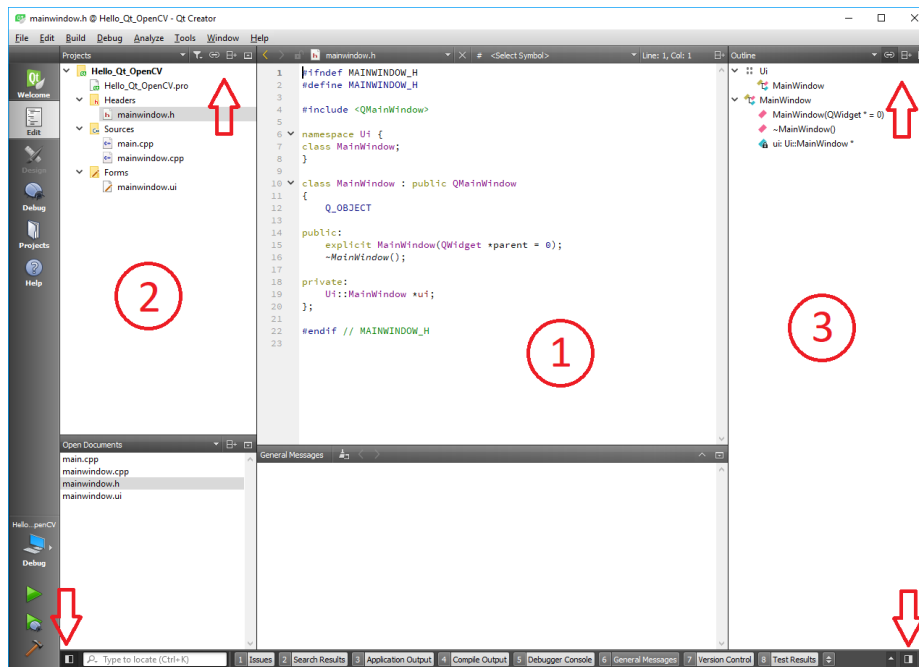 mainwindow.h @ Hello_Qt_OpenCV - Qt Creator
File Edit Build Debug Analyze Tools Window Help
Projects
mainwindow.h
# <Select Symbol>
Line: 1, Col: 1
Outline
Welcome
Edit
Design
Debug
Projects
Help
Hello_Qt_OpenCV
Hello_Qt_OpenCV.pro
Headers
mainwindow.h
Sources
main.cpp
mainwindow.cpp
Forms
mainwindow.ui
2
1 #ifndef MAINWINDOW_H
2 #define MAINWINDOW_H
3
4 #include <QMainWindow>
5
6 namespace Ui {
7 class MainWindow;
8 }
9
10 class MainWindow : public QMainWindow
11 {
12 Q_OBJECT
13
14 public:
15 explicit MainWindow(QWidget *parent = 0);
16 ~MainWindow();
17
18 private:
19 Ui::MainWindow *ui;
20 };
21
22 #endif // MAINWINDOW_H
23
1
Ui
MainWindow
MainWindow
MainWindow(QWidget * = 0)
~MainWindow()
ui: Ui::MainWindow *
3
Open Documents
main.cpp
mainwindow.cpp
mainwindow.h
mainwindow.ui
General Messages
Hello...penCV
Debug
Type to locate (Ctrl+K)
1 Issues
2 Search Results
3 Application Output
4 Compile Output
5 Debugger Console
6 General Messages
7 Version Control
8 Test Results